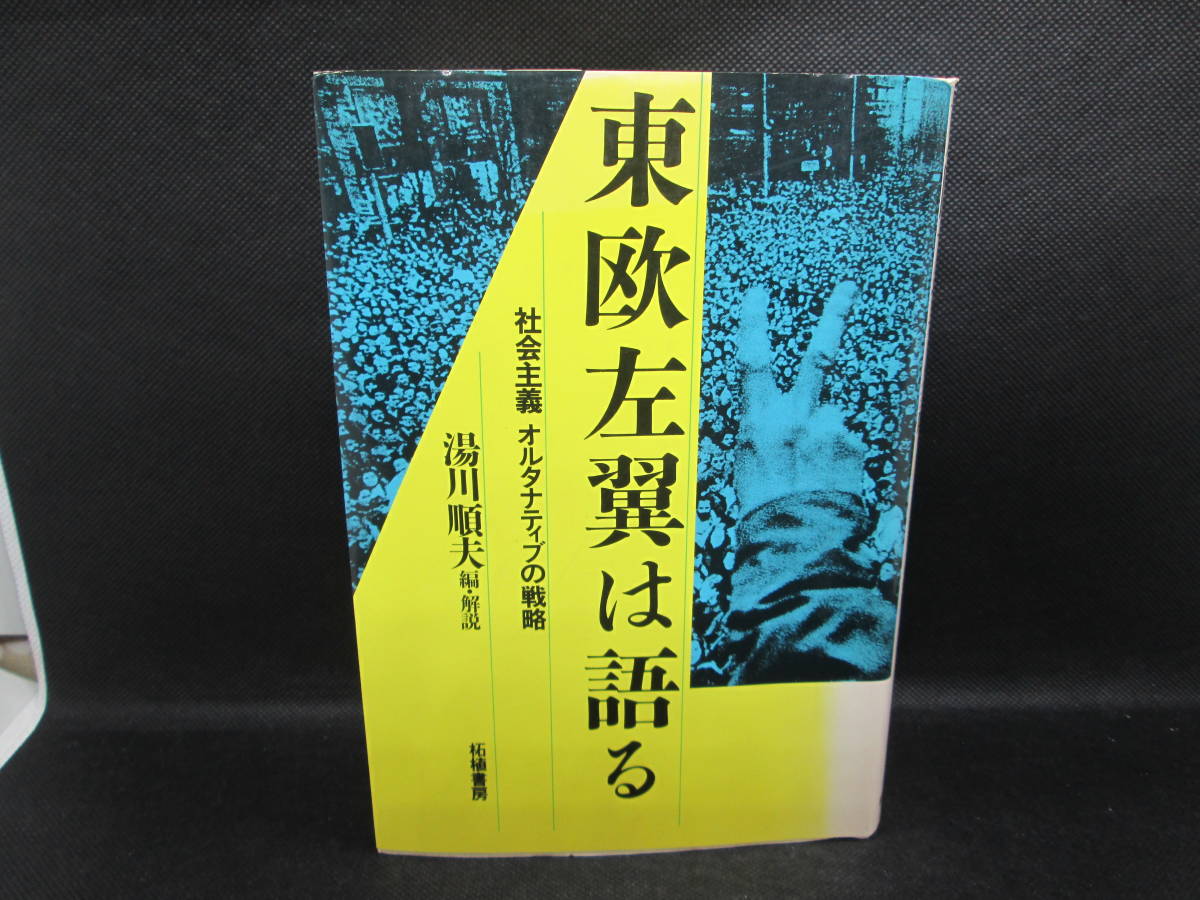 東欧左翼は語る
社会主義 オルタナティブの戦略
湯川順夫 編・解説
柘植書房